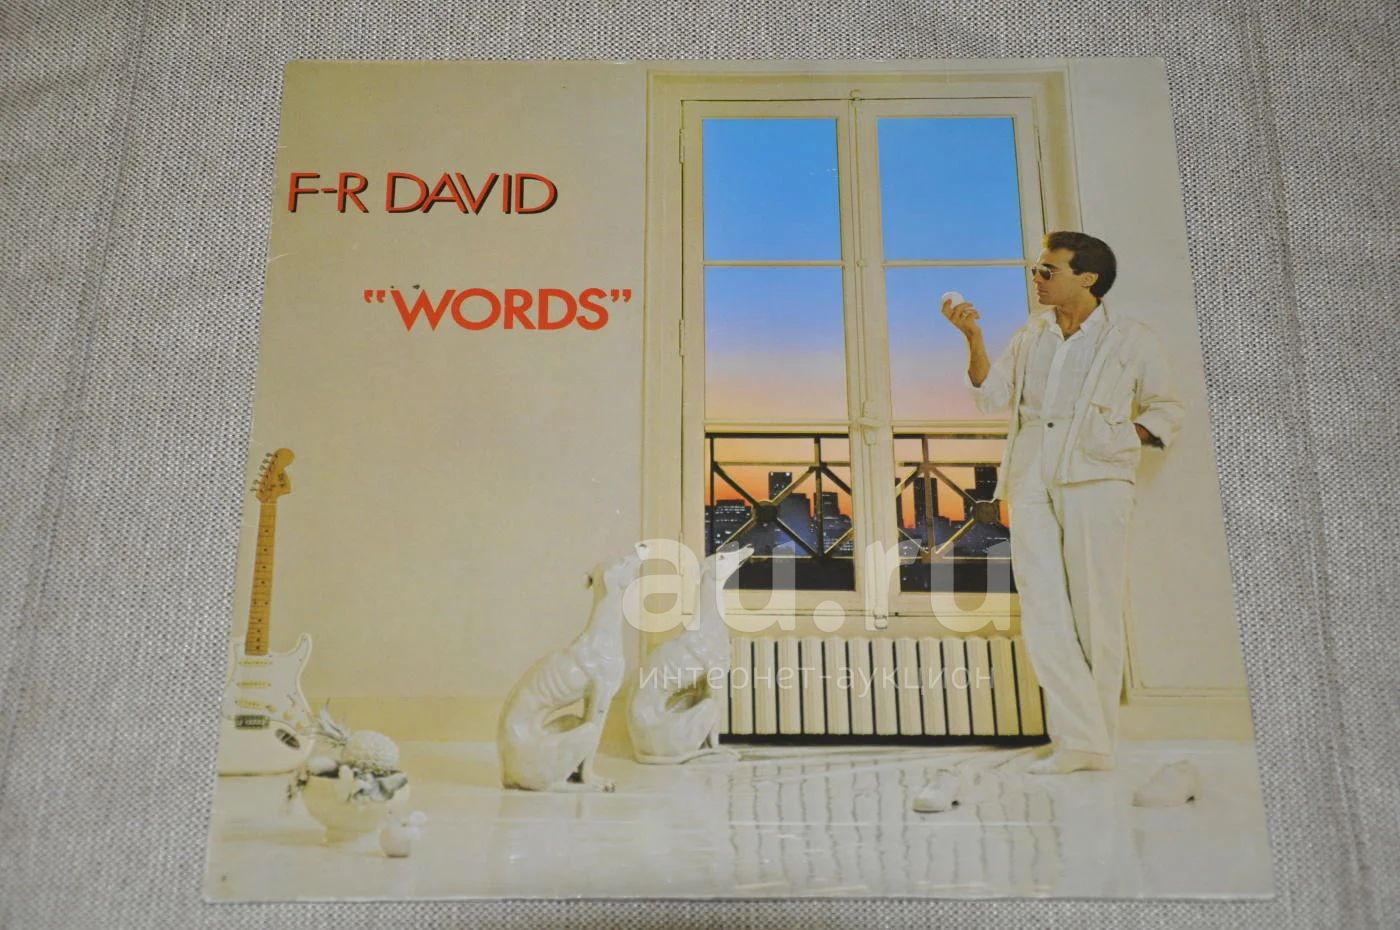 F-R DAVID
"WORDS"
au.ru
интернет-аукцион